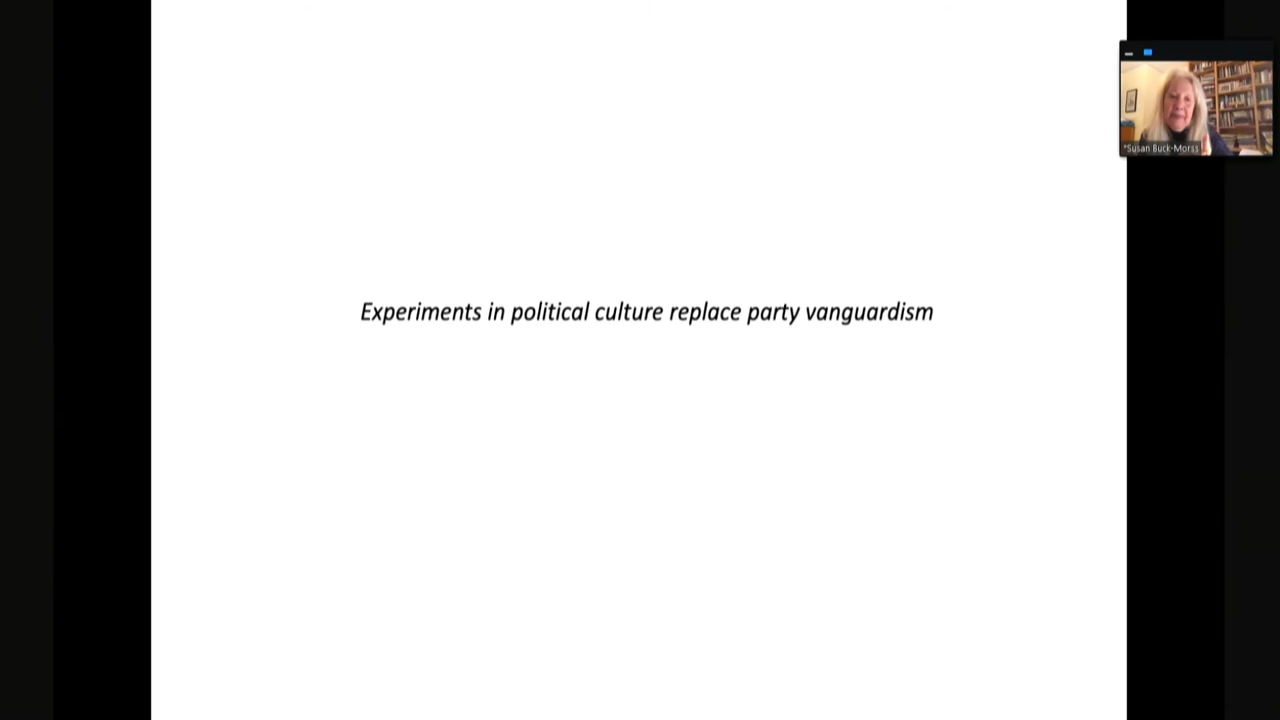 Experiments in political culture replace party vanguardism
*Susan Buck-Morss